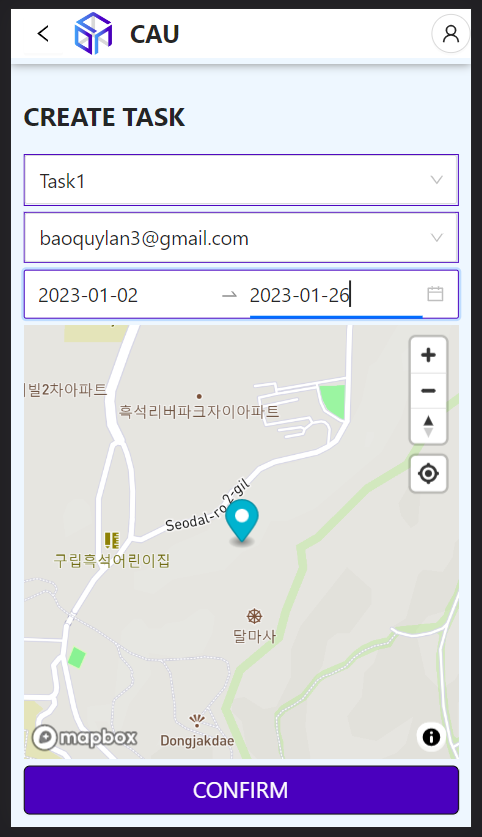 CAU
CREATE TASK
Task1
baoquylan3@gmail.com
2023-01-02 → 2023-01-26
빌2차아파트
흑석리버파크자이아파트
Seodal-ro 2-gil
구립흑석어린이집
달마사
Dongjakdae
mapbox
CONFIRM